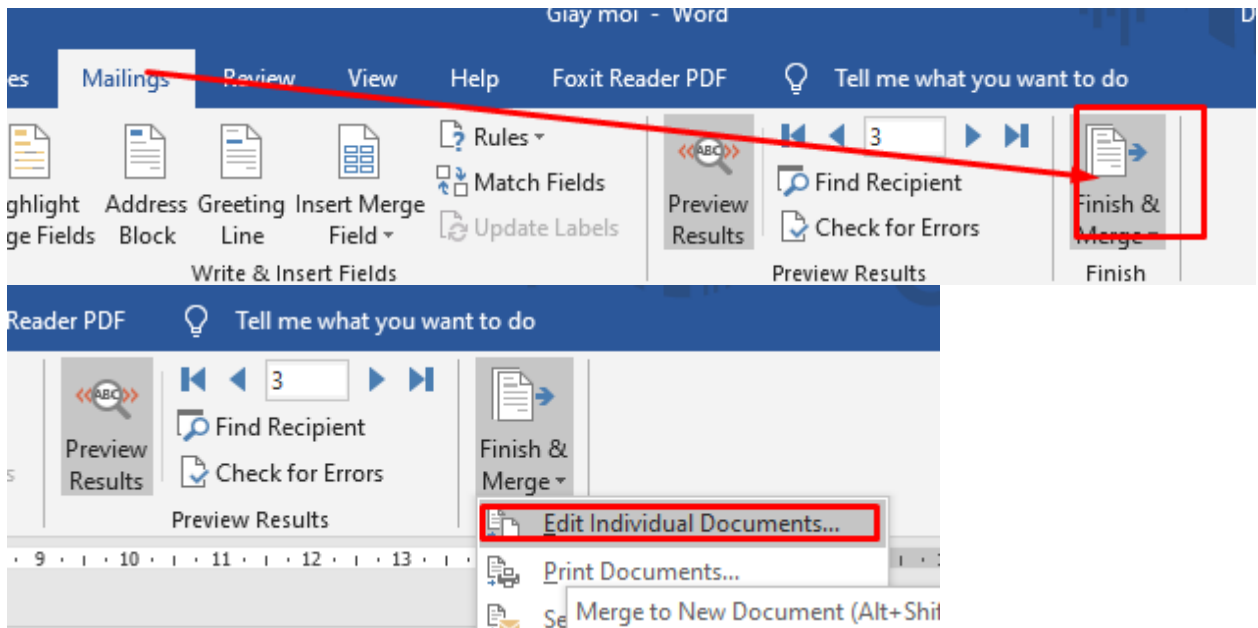 Giay moi - Word
es Mailings Review View Help Foxit Reader PDF Tell me what you want to do
Rules
3
ABC
Match Fields
Find Recipient
ghlight Address Greeting Insert Merge
Preview
Finish &
ge Fields Block Line Field
Update Labels
Results
Check for Errors
Merge
Write & Insert Fields
Preview Results
Finish
Reader PDF Tell me what you want to do
3
ABC
Find Recipient
Preview
Finish &
Results
Check for Errors
Merge
Preview Results
Edit Individual Documents...
9 10 11 12 13
Print Documents...
Se
Merge to New Document (Alt+Shif